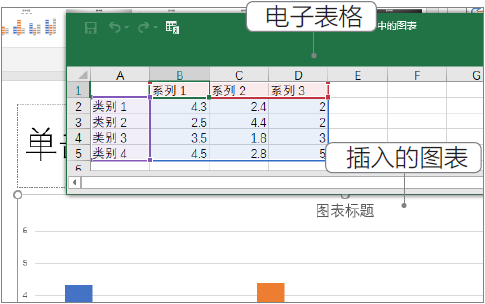 电子表格
中的图表
A B C D E F G
1 系列 1 系列 2 系列 3
2 类别 1 4.3 2.4 2
3 类别 2 2.5 4.4 2
4 类别 3 3.5 1.8 3
5 类别 4 4.5 2.8 5
6
单
插入的图表
图表标题
6
5
4